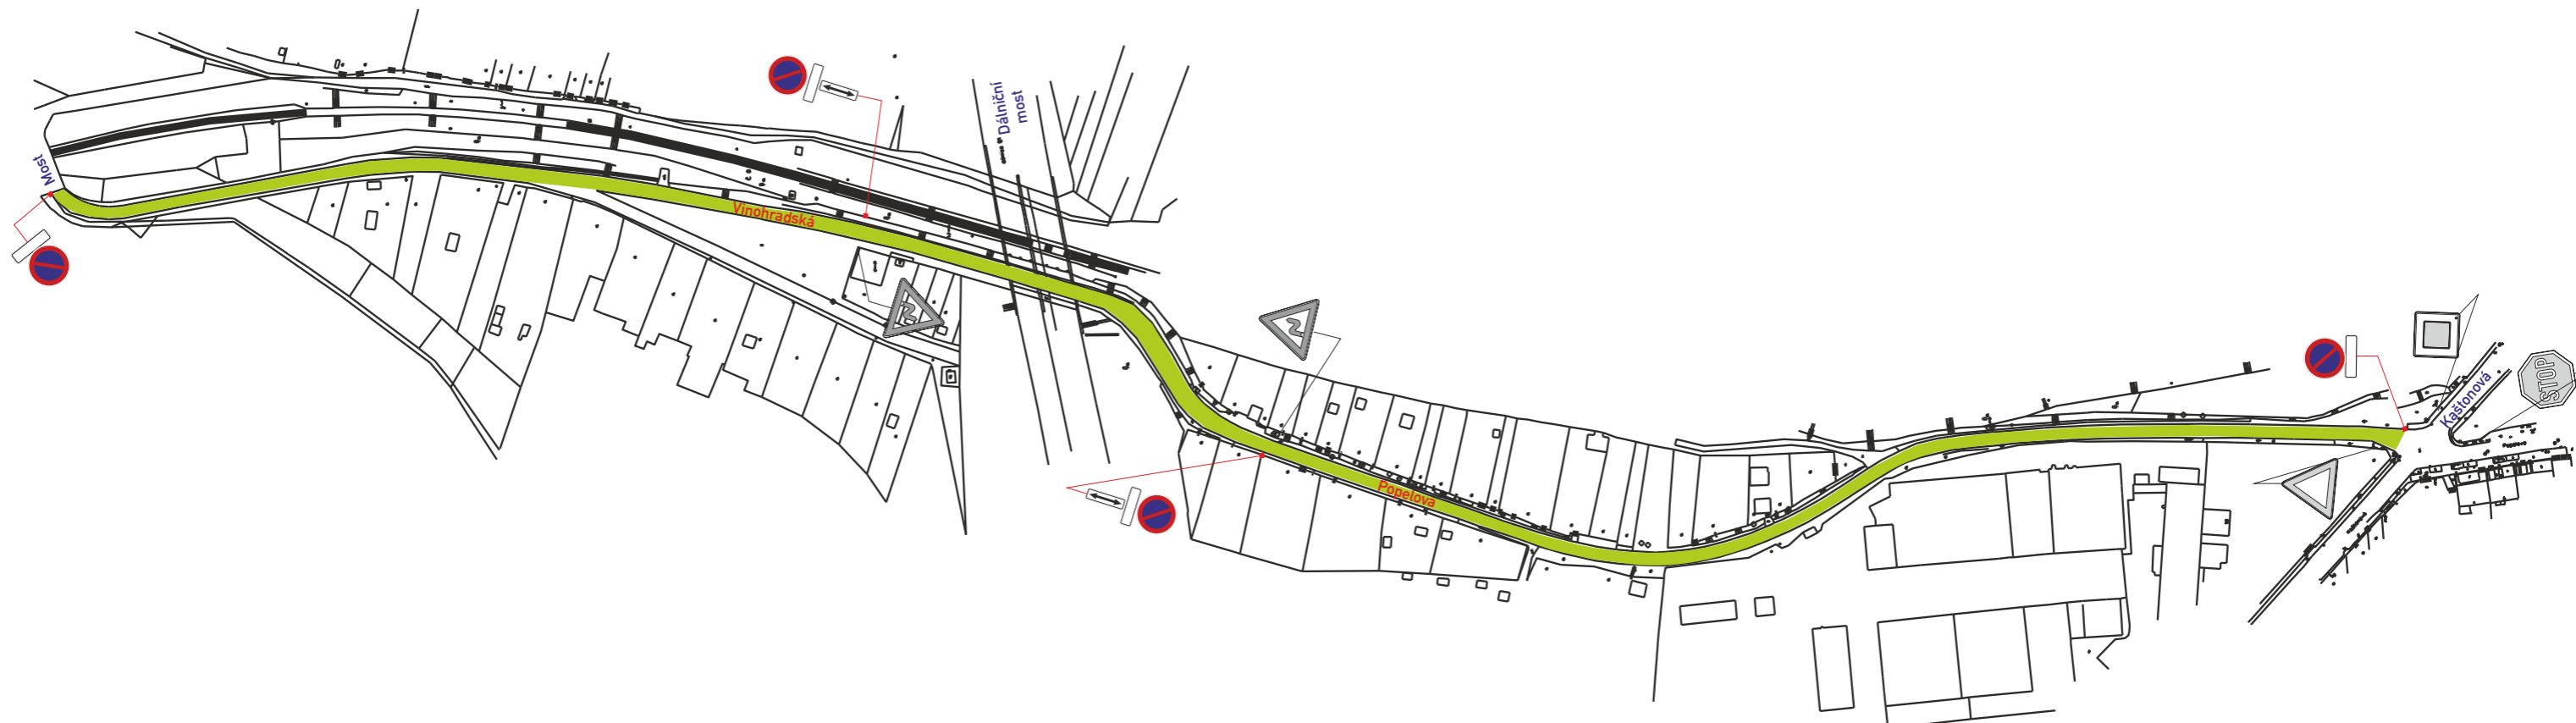 Most
Vinohradská
Dálniční
most
Popelova
Kaštonová
STOP